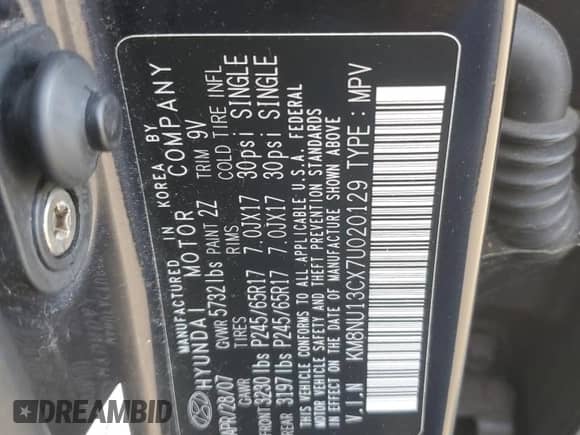 MANUFACTURED IN KOREA BY
HYUNDAI MOTOR COMPANY
APR/28/07 GVWR 5732 lbs PAINT 2Z TRIM 9V
GAWR TIRES RIMS COLD TIRE INFL
FRONT 3230 lbs P245/65R17 7.0JX17 30psi SINGLE
REAR 3197 lbs P245/65R17 7.0JX17 30psi SINGLE
THIS VEHICLE CONFORMS TO ALL APPLICABLE U.S.A. FEDERAL
MOTOR VEHICLE SAFETY AND THEFT PREVENTION STANDARDS
IN EFFECT ON THE DATE OF MANUFACTURE SHOWN ABOVE
V.I.N KM8NU13CX7U020129 TYPE : MPV
DREAMBID